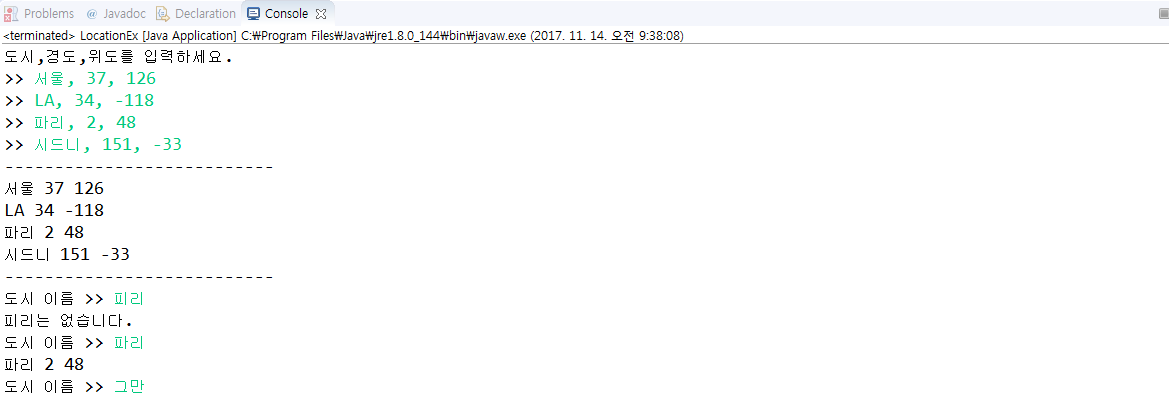 Problems @ Javadoc Declaration Console
<terminated> LocationEx [Java Application] C:₩Program Files₩Java₩jre1.8.0_144₩bin₩javaw.exe (2017. 11. 14. 오전 9:38:08)
도시,경도,위도를 입력하세요.
>> 서울, 37, 126
>> LA, 34, -118
>> 파리, 2, 48
>> 시드니, 151, -33
---------------------------
서울 37 126
LA 34 -118
파리 2 48
시드니 151 -33
---------------------------
도시 이름 >> 피리
피리는 없습니다.
도시 이름 >> 파리
파리 2 48
도시 이름 >> 그만